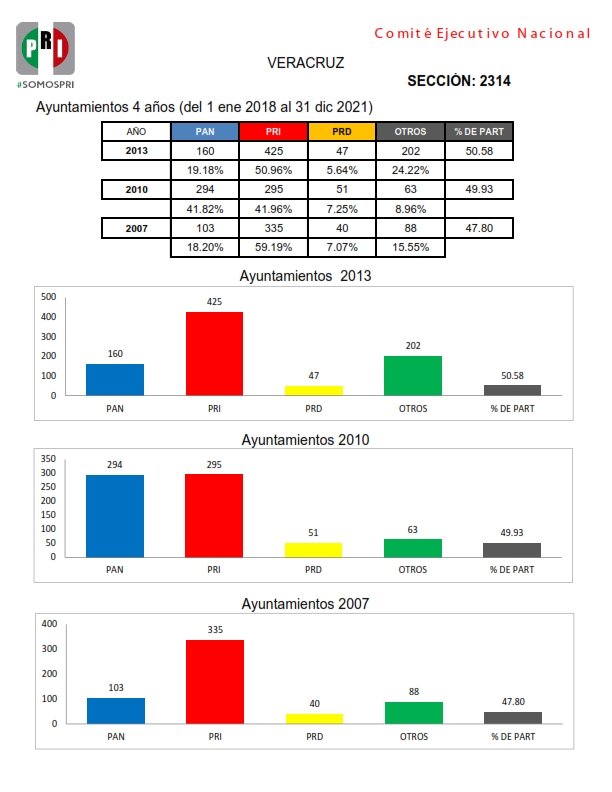 Comité Ejecutivo Nacional
PRI
#SOMOSPRI
VERACRUZ
SECCIÓN: 2314
Ayuntamientos 4 años (del 1 ene 2018 al 31 dic 2021)
AÑO PAN PRI PRD OTROS % DE PART
2013 160 425 47 202 50.58
19.18% 50.96% 5.64% 24.22%
2010 294 295 51 63 49.93
41.82% 41.96% 7.25% 8.96%
2007 103 335 40 88 47.80
18.20% 59.19% 7.07% 15.55%
Ayuntamientos 2013
500
400
300
200
100
0
160 425 47 202 50.58
PAN PRI PRD OTROS % DE PART
Ayuntamientos 2010
350
300
250
200
150
100
50
0
294 295 51 63 49.93
PAN PRI PRD OTROS % DE PART
Ayuntamientos 2007
400
300
200
100
0
103 335 40 88 47.80
PAN PRI PRD OTROS % DE PART